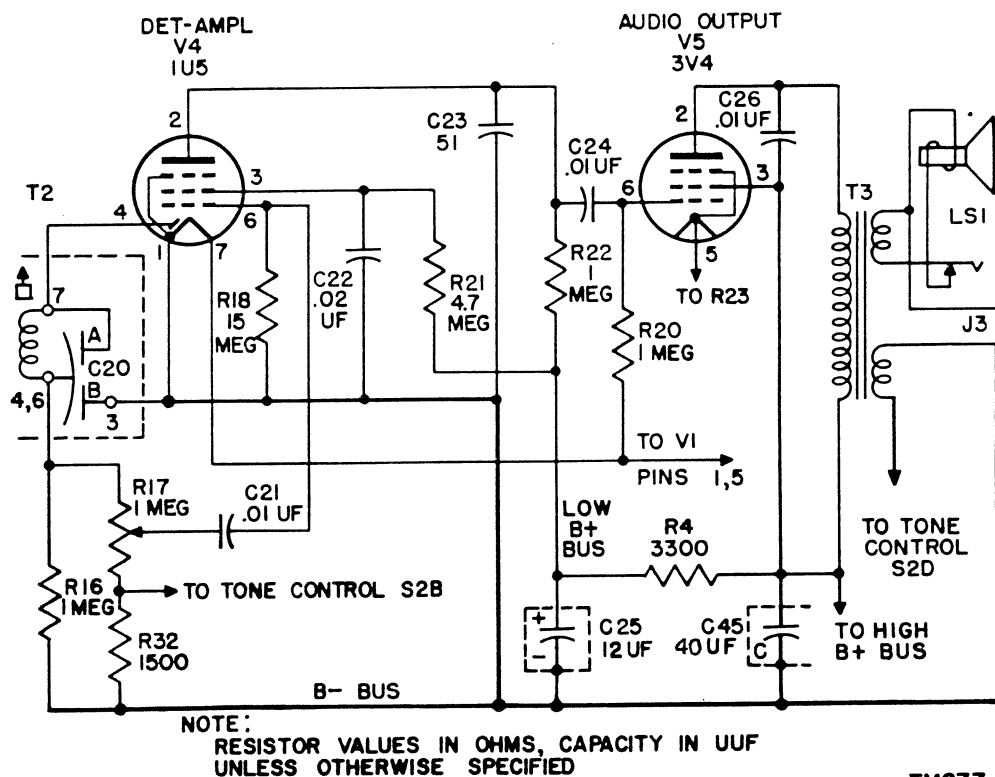 DET-AMPL
V4
1U5
AUDIO OUTPUT
V5
3V4
2
C23
51
2
C26
.01UF
C24
.01UF
3
6
4
1
7
T2
3
6
5
TO R23
T3
LS1
J3
7
A
C20
B
4,6
3
R18
15
MEG
C22
.02
UF
R21
4.7
MEG
R22
1
MEG
R20
1 MEG
TO V1
PINS 1,5
R17
1 MEG
C21
.01 UF
LOW
B+
BUS
R4
3300
TO TONE
CONTROL
S2D
R16
1 MEG
TO TONE CONTROL S2B
R32
1500
+
-
C25
12UF
C45
40UF
C
TO HIGH
B+ BUS
B- BUS
NOTE:
RESISTOR VALUES IN OHMS, CAPACITY IN UUF
UNLESS OTHERWISE SPECIFIED